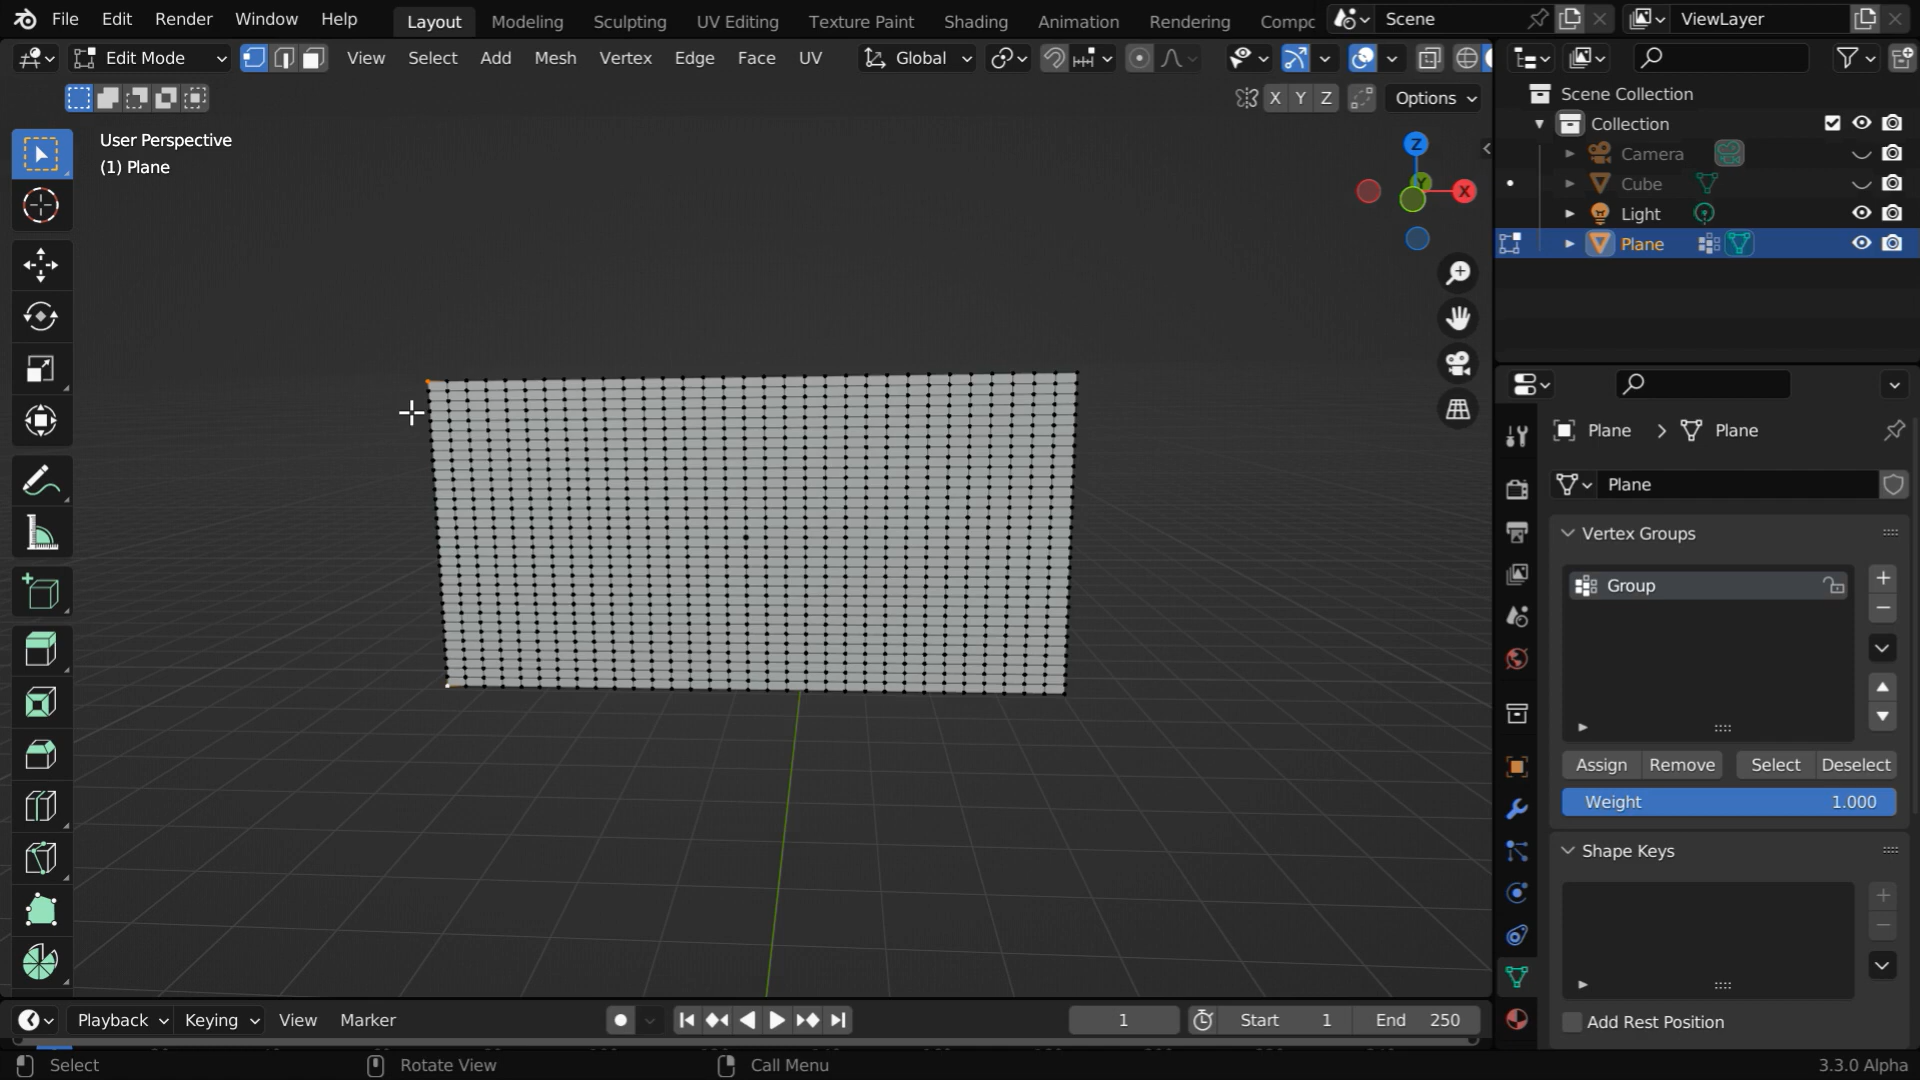 File Edit Render Window Help Layout Modeling Sculpting UV Editing Texture Paint Shading Animation Rendering Compc Scene ViewLayer
Edit Mode View Select Add Mesh Vertex Edge Face UV Global
X Y Z Options
User Perspective
(1) Plane
Z
Y
X
Scene Collection
Collection
Camera
Cube
Light
Plane
Plane > Plane
Plane
Vertex Groups
Group
Assign Remove Select Deselect
Weight 1.000
Shape Keys
Add Rest Position
Playback Keying View Marker 1 Start 1 End 250
Select Rotate View Call Menu 3.3.0 Alpha